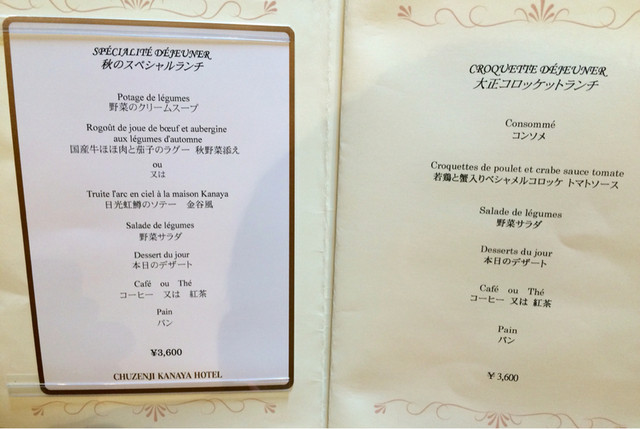 SPÉCIALITÉ DÉJEUNER
秋のスペシャルランチ
Potage de légumes
野菜のクリームスープ
Rogoût de joue de bœuf et aubergine
aux légumes d'automne
国産牛ほほ肉と茄子のラグー 秋野菜添え
ou
又は
Truite l'arc en ciel à la maison Kanaya
日光虹鱒のソテー 金谷風
Salade de légumes
野菜サラダ
Dessert du jour
本日のデザート
Café ou Thé
コーヒー 又は 紅茶
Pain
パン
¥3,600
CHUZENJI KANAYA HOTEL
CROQUETTE DÉJEUNER
大正コロッケットランチ
Consommé
コンソメ
Croquettes de poulet et crabe sauce tomate
若鶏と蟹入りベシャメルコロッケ トマトソース
Salade de légumes
野菜サラダ
Desserts du jour
本日のデザート
Café ou Thé
コーヒー 又は 紅茶
Pain
パン
¥ 3,600